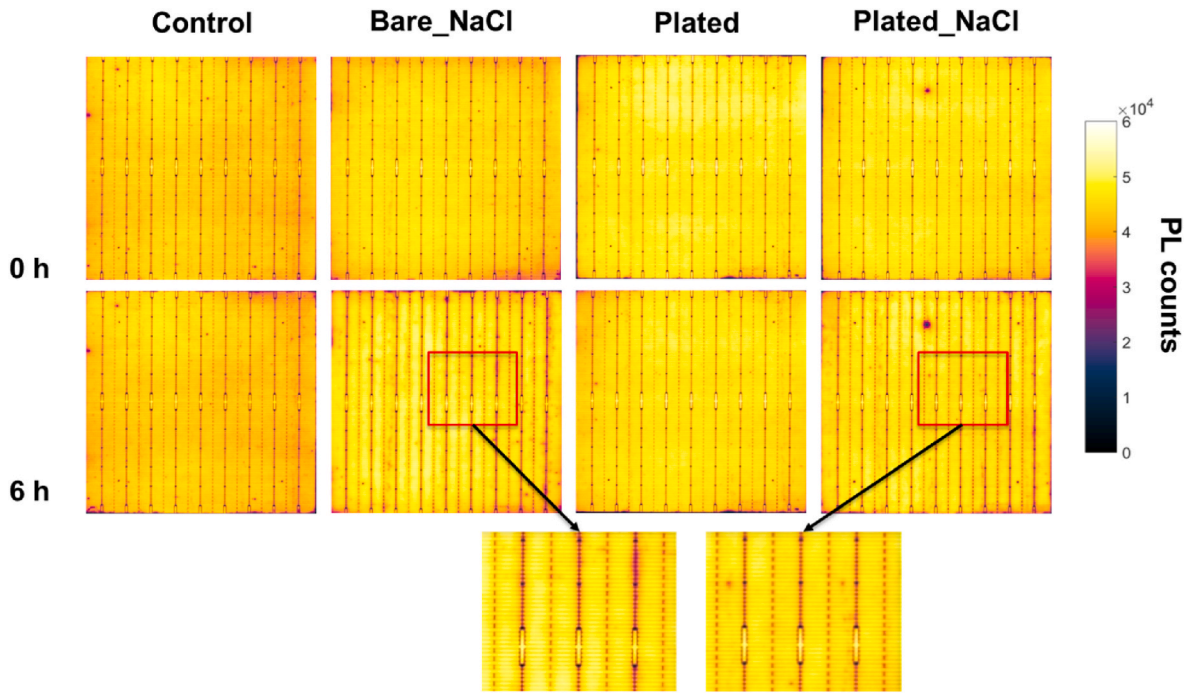 Control Bare_NaCl Plated Plated_NaCl
0 h
6 h
×10⁴
6
5
4
3
2
1
0
PL counts